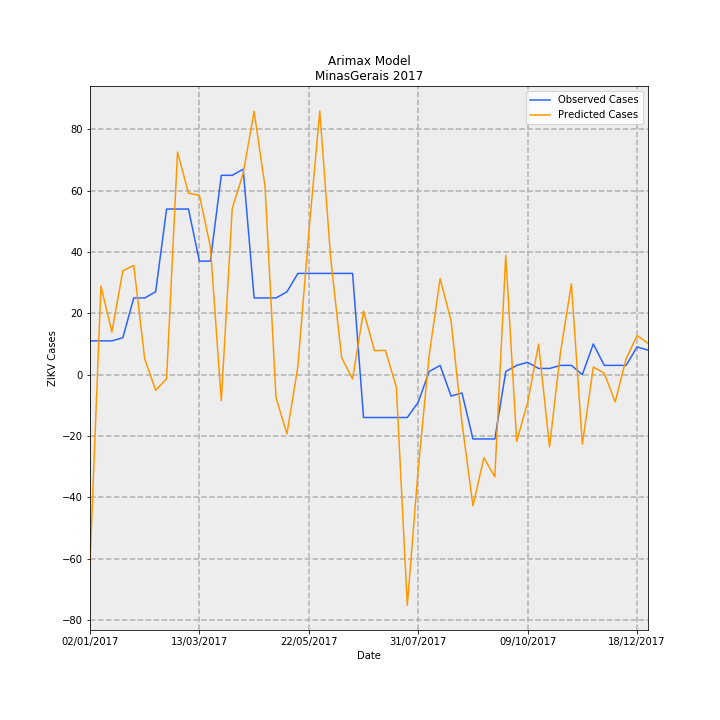 Arimax Model
MinasGerais 2017
Observed Cases
Predicted Cases
ZIKV Cases
80
60
40
20
0
−20
−40
−60
−80
02/01/2017
13/03/2017
22/05/2017
31/07/2017
09/10/2017
18/12/2017
Date